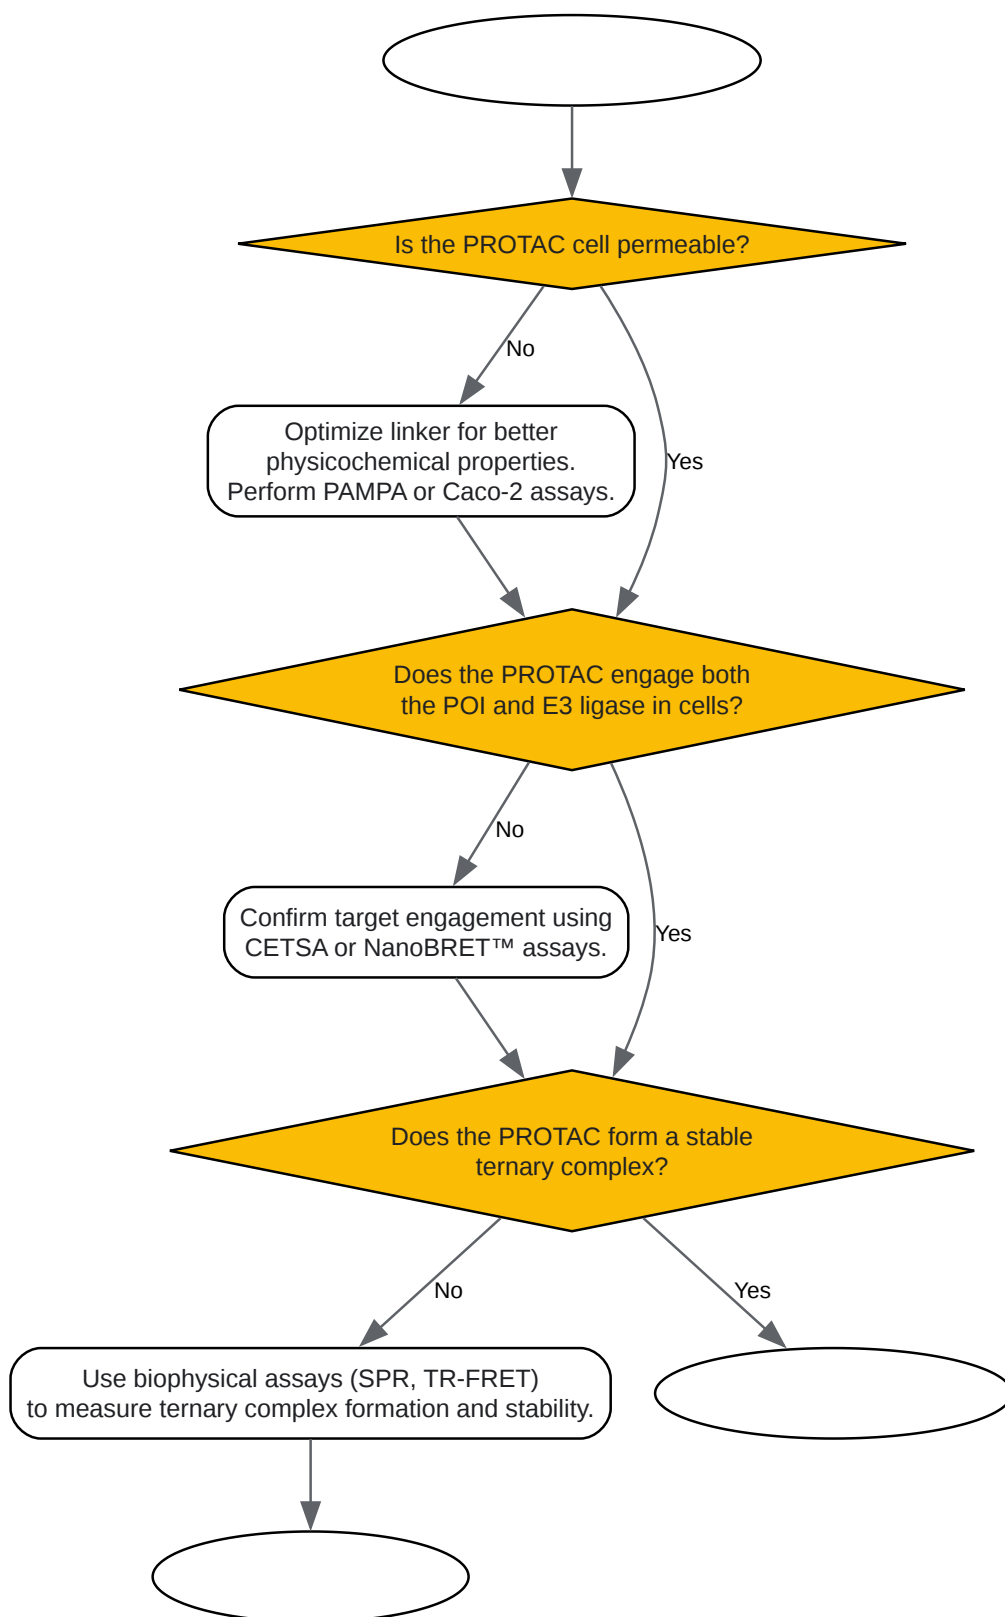 Is the PROTAC cell permeable?
No
Yes
Optimize linker for better
physicochemical properties.
Perform PAMPA or Caco-2 assays.
Does the PROTAC engage both
the POI and E3 ligase in cells?
No
Yes
Confirm target engagement using
CETSA or NanoBRET™ assays.
Does the PROTAC form a stable
ternary complex?
No
Yes
Use biophysical assays (SPR, TR-FRET)
to measure ternary complex formation and stability.